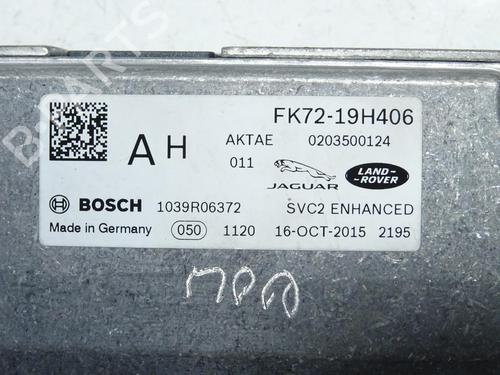 FK72-19H406
A H
AKTAE 0203500124
011
JAGUAR
LAND-
ROVER
BOSCH 1039R06372 SVC2 ENHANCED
Made in Germany 050 1120 16-OCT-2015 2195